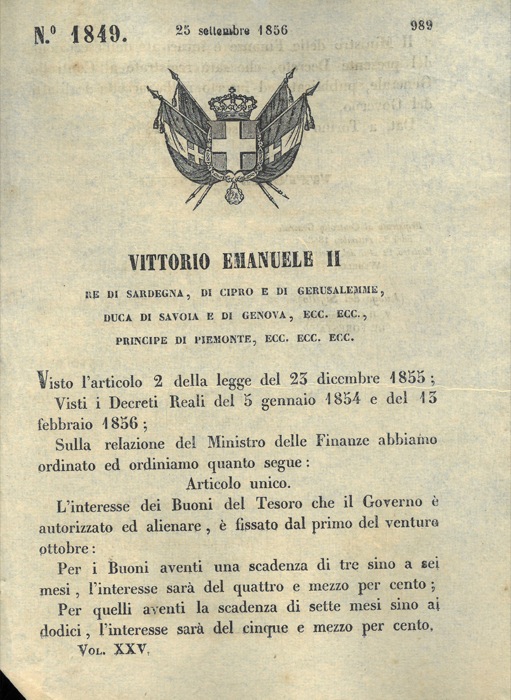 N.º 1849.
25 settembre 1856
989
VITTORIO EMANUELE II
RE DI SARDEGNA, DI CIPRO E DI GERUSALEMME,
DUCA DI SAVOIA E DI GENOVA, ECC. ECC.,
PRINCIPE DI PIEMONTE, ECC. ECC. ECC.
Visto l'articolo 2 della legge del 23 dicembre 1855;
Visti i Decreti Reali del 5 gennaio 1854 e del 13
febbraio 1856;
Sulla relazione del Ministro delle Finanze abbiamo
ordinato ed ordiniamo quanto segue:
Articolo unico.
L'interesse dei Buoni del Tesoro che il Governo è
autorizzato ed alienare, è fissato dal primo del venturo
ottobre:
Per i Buoni aventi una scadenza di tre sino a sei
mesi, l'interesse sarà del quattro e mezzo per cento;
Per quelli aventi la scadenza di sette mesi sino ai
dodici, l'interesse sarà del cinque e mezzo per cento.
VOL. XXV.